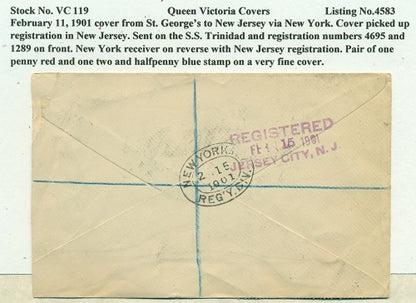 Stock No. VC 119 Queen Victoria Covers Listing No.4583
February 11, 1901 cover from St. George's to New Jersey via New York. Cover picked up
registration in New Jersey. Sent on the S.S. Trinidad and registration numbers 4695 and
1289 on front. New York receiver on reverse with New Jersey registration. Pair of one
penny red and one two and halfpenny blue stamp on a very fine cover.
REGISTERED
FEB 15 1901
JERSEY CITY, N.J.
NEW YORK
2 15
1901
REG'Y. DIV.